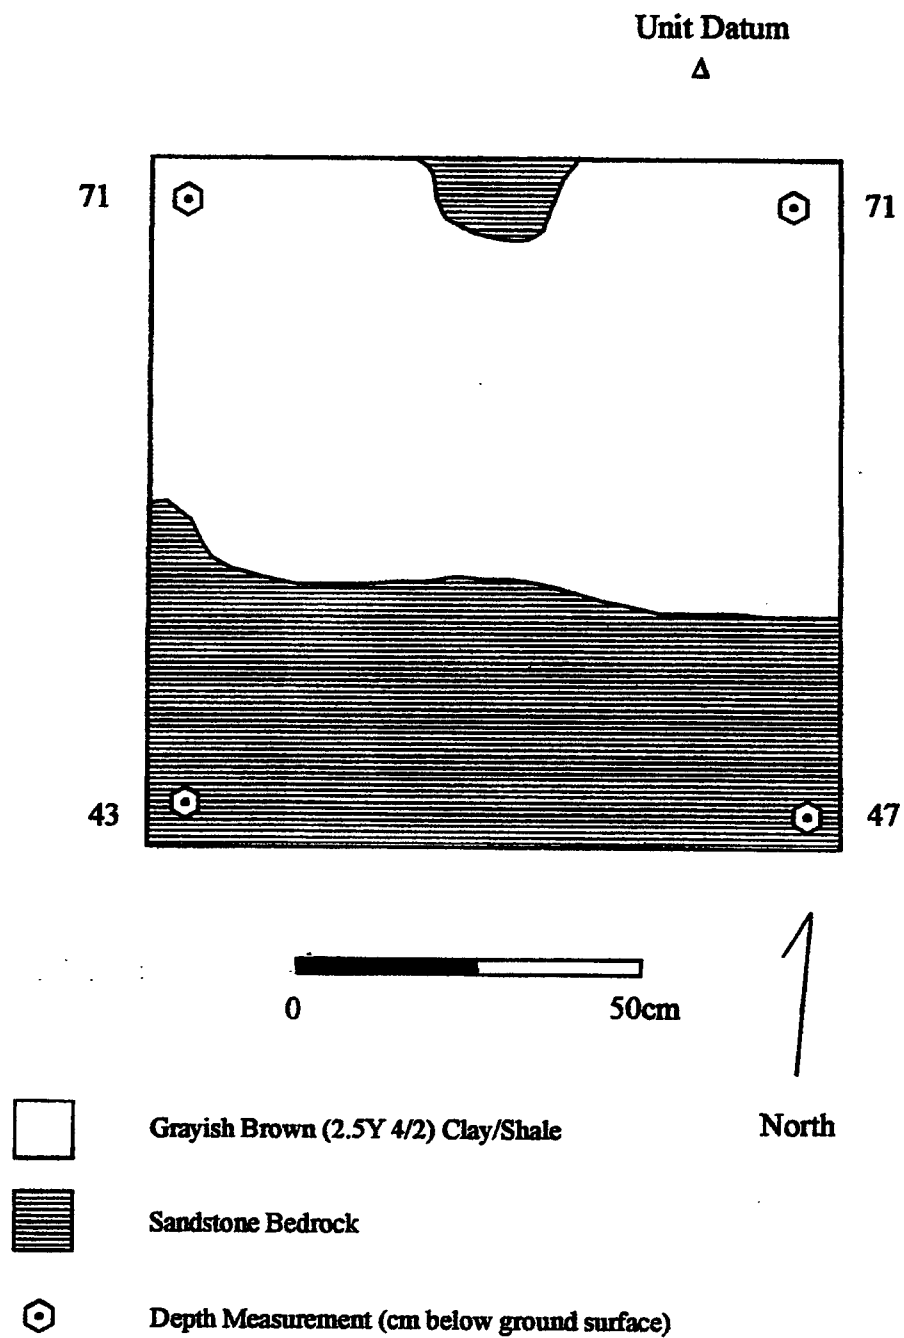 Unit Datum
Δ
71
71
43
47
0
50cm
North
Grayish Brown (2.5Y 4/2) Clay/Shale
Sandstone Bedrock
Depth Measurement (cm below ground surface)